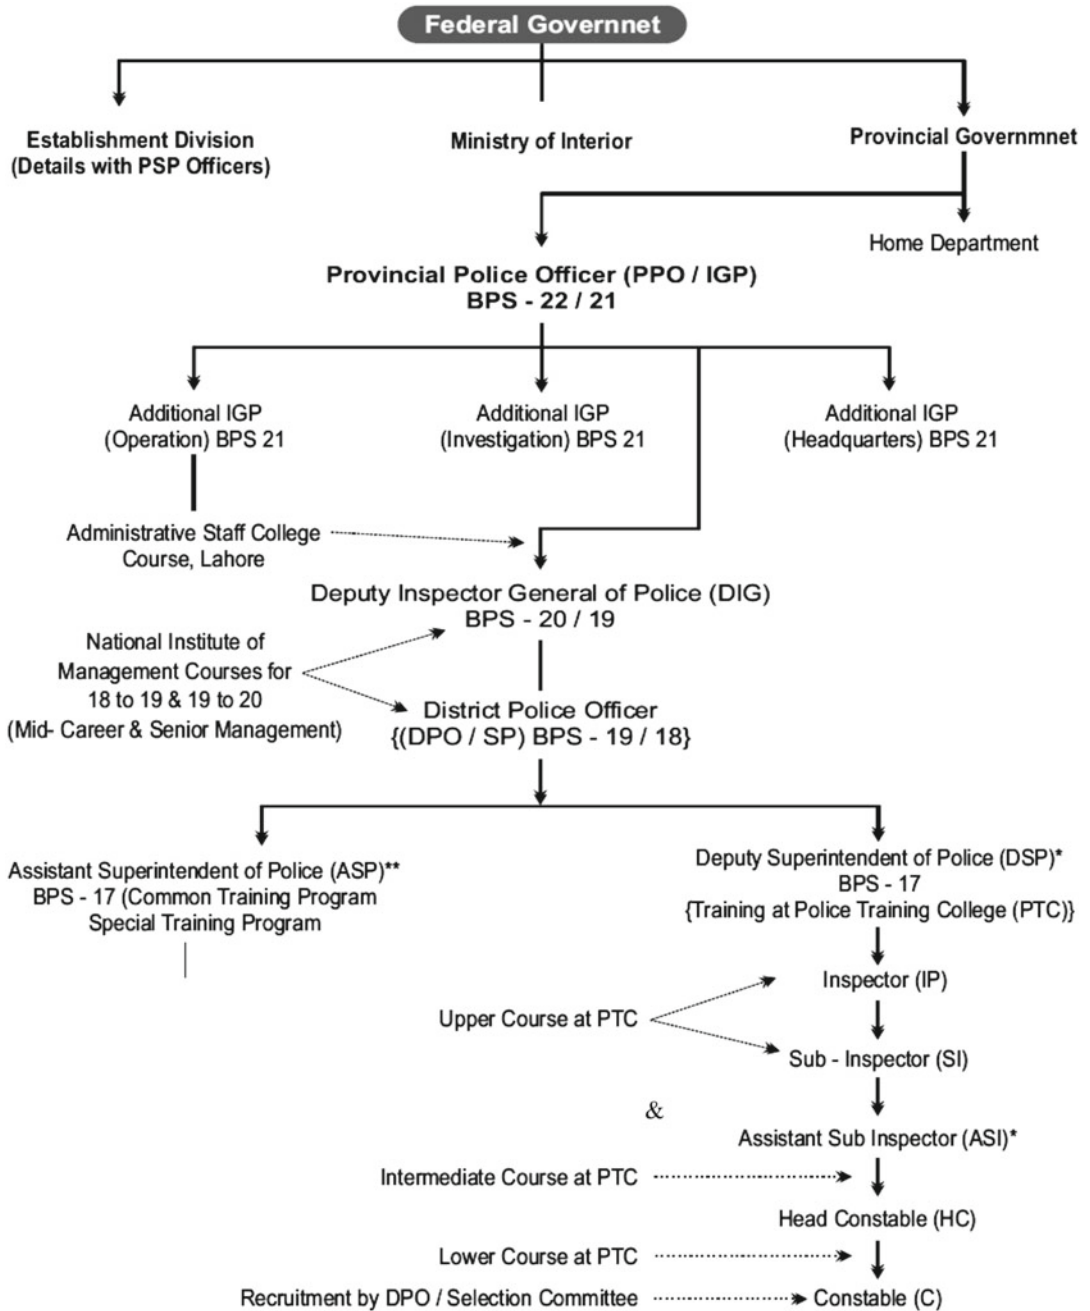 Federal Governnet
Establishment Division
(Details with PSP Officers)
Ministry of Interior
Provincial Governmnet
Home Department
Provincial Police Officer (PPO / IGP)
BPS - 22 / 21
Additional IGP
(Operation) BPS 21
Additional IGP
(Investigation) BPS 21
Additional IGP
(Headquarters) BPS 21
Administrative Staff College
Course, Lahore
Deputy Inspector General of Police (DIG)
BPS - 20 / 19
National Institute of
Management Courses for
18 to 19 & 19 to 20
(Mid- Career & Senior Management)
District Police Officer
{(DPO / SP) BPS - 19 / 18}
Assistant Superintendent of Police (ASP)**
BPS - 17 (Common Training Program
Special Training Program
Deputy Superintendent of Police (DSP)*
BPS - 17
{Training at Police Training College (PTC)}
Inspector (IP)
Upper Course at PTC
Sub - Inspector (SI)
&
Assistant Sub Inspector (ASI)*
Intermediate Course at PTC
Head Constable (HC)
Lower Course at PTC
Recruitment by DPO / Selection Committee
Constable (C)